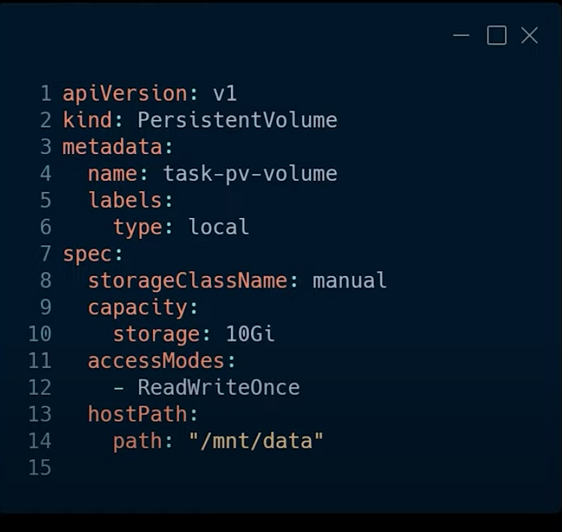 1 apiVersion: v1
2 kind: PersistentVolume
3 metadata:
4   name: task-pv-volume
5   labels:
6     type: local
7 spec:
8   storageClassName: manual
9   capacity:
10     storage: 10Gi
11   accessModes:
12     - ReadWriteOnce
13   hostPath:
14     path: "/mnt/data"
15